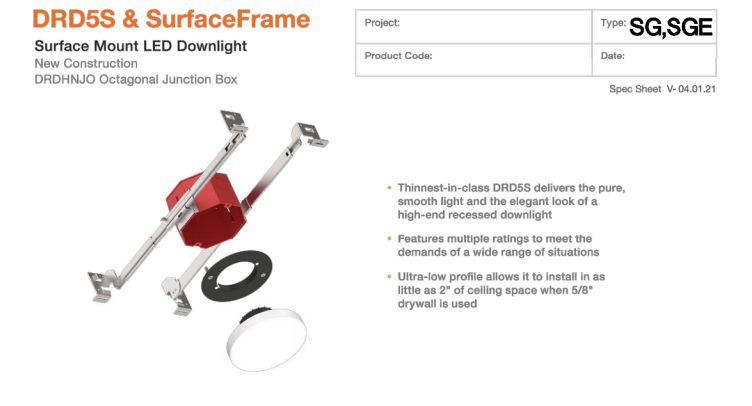 DRD5S & SurfaceFrame
Surface Mount LED Downlight
New Construction
DRDHNJO Octagonal Junction Box
Project:
Type: SG,SGE
Product Code:
Date:
Spec Sheet V- 04.01.21
• Thinnest-in-class DRD5S delivers the pure,
smooth light and the elegant look of a
high-end recessed downlight
• Features multiple ratings to meet the
demands of a wide range of situations
• Ultra-low profile allows it to install in as
little as 2" of ceiling space when 5/8"
drywall is used